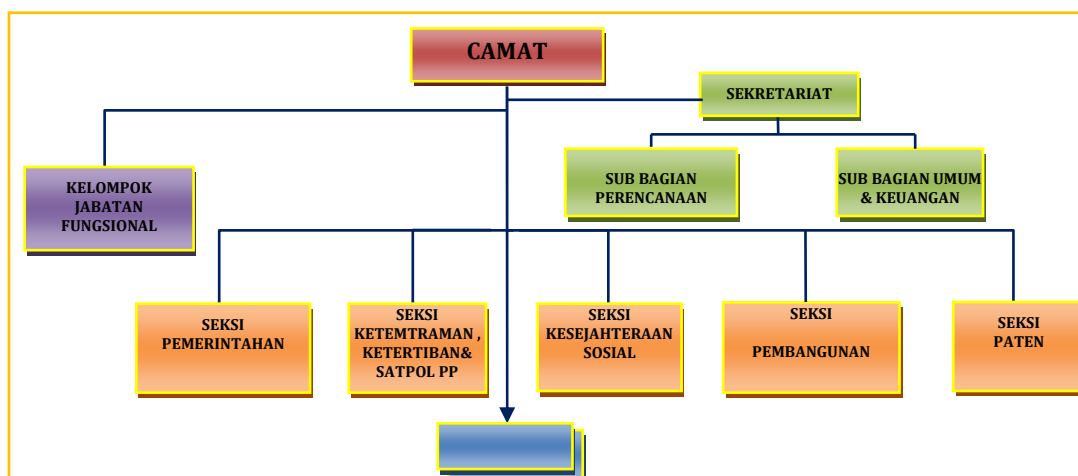 CAMAT
SEKRETARIAT
KELOMPOK
JABATAN
FUNGSIONAL
SUB BAGIAN
PERENCANAAN
SUB BAGIAN UMUM
& KEUANGAN
SEKSI
PEMERINTAHAN
SEKSI
KETEMTRAMAN ,
KETERTIBAN&
SATPOL PP
SEKSI
KESEJAHTERAAN
SOSIAL
SEKSI
PEMBANGUNAN
SEKSI
PATEN